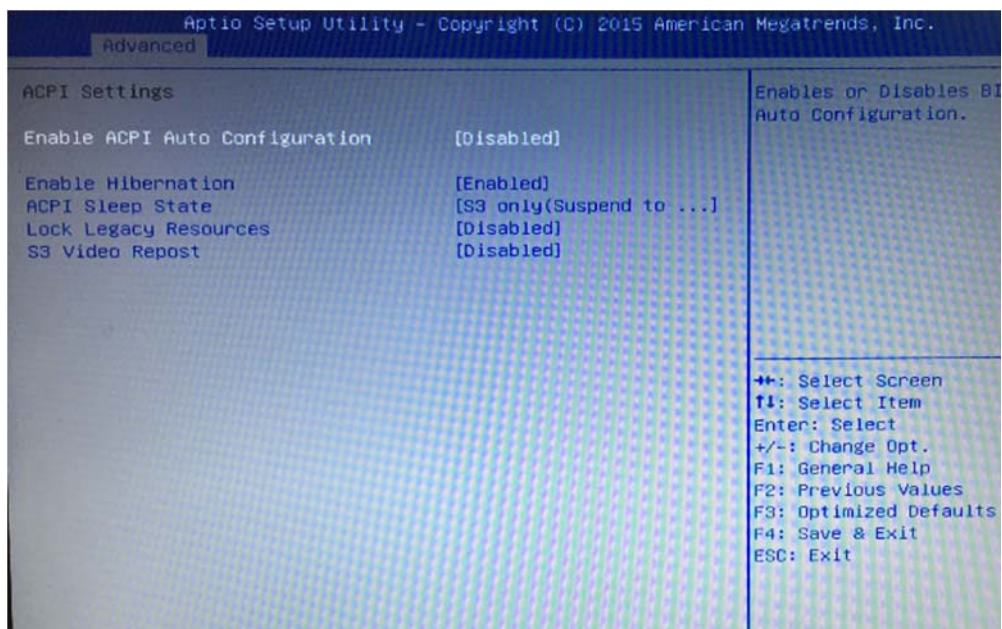 Aptio Setup Utility – Copyright (C) 2015 American Megatrends, Inc.
Advanced
ACPI Settings
Enable ACPI Auto Configuration [Disabled]
Enable Hibernation [Enabled]
ACPI Sleep State [S3 only(Suspend to ...]
Lock Legacy Resources [Disabled]
S3 Video Repost [Disabled]
Enables or Disables BI
Auto Configuration.
→←: Select Screen
↑↓: Select Item
Enter: Select
+/-: Change Opt.
F1: General Help
F2: Previous Values
F3: Optimized Defaults
F4: Save & Exit
ESC: Exit